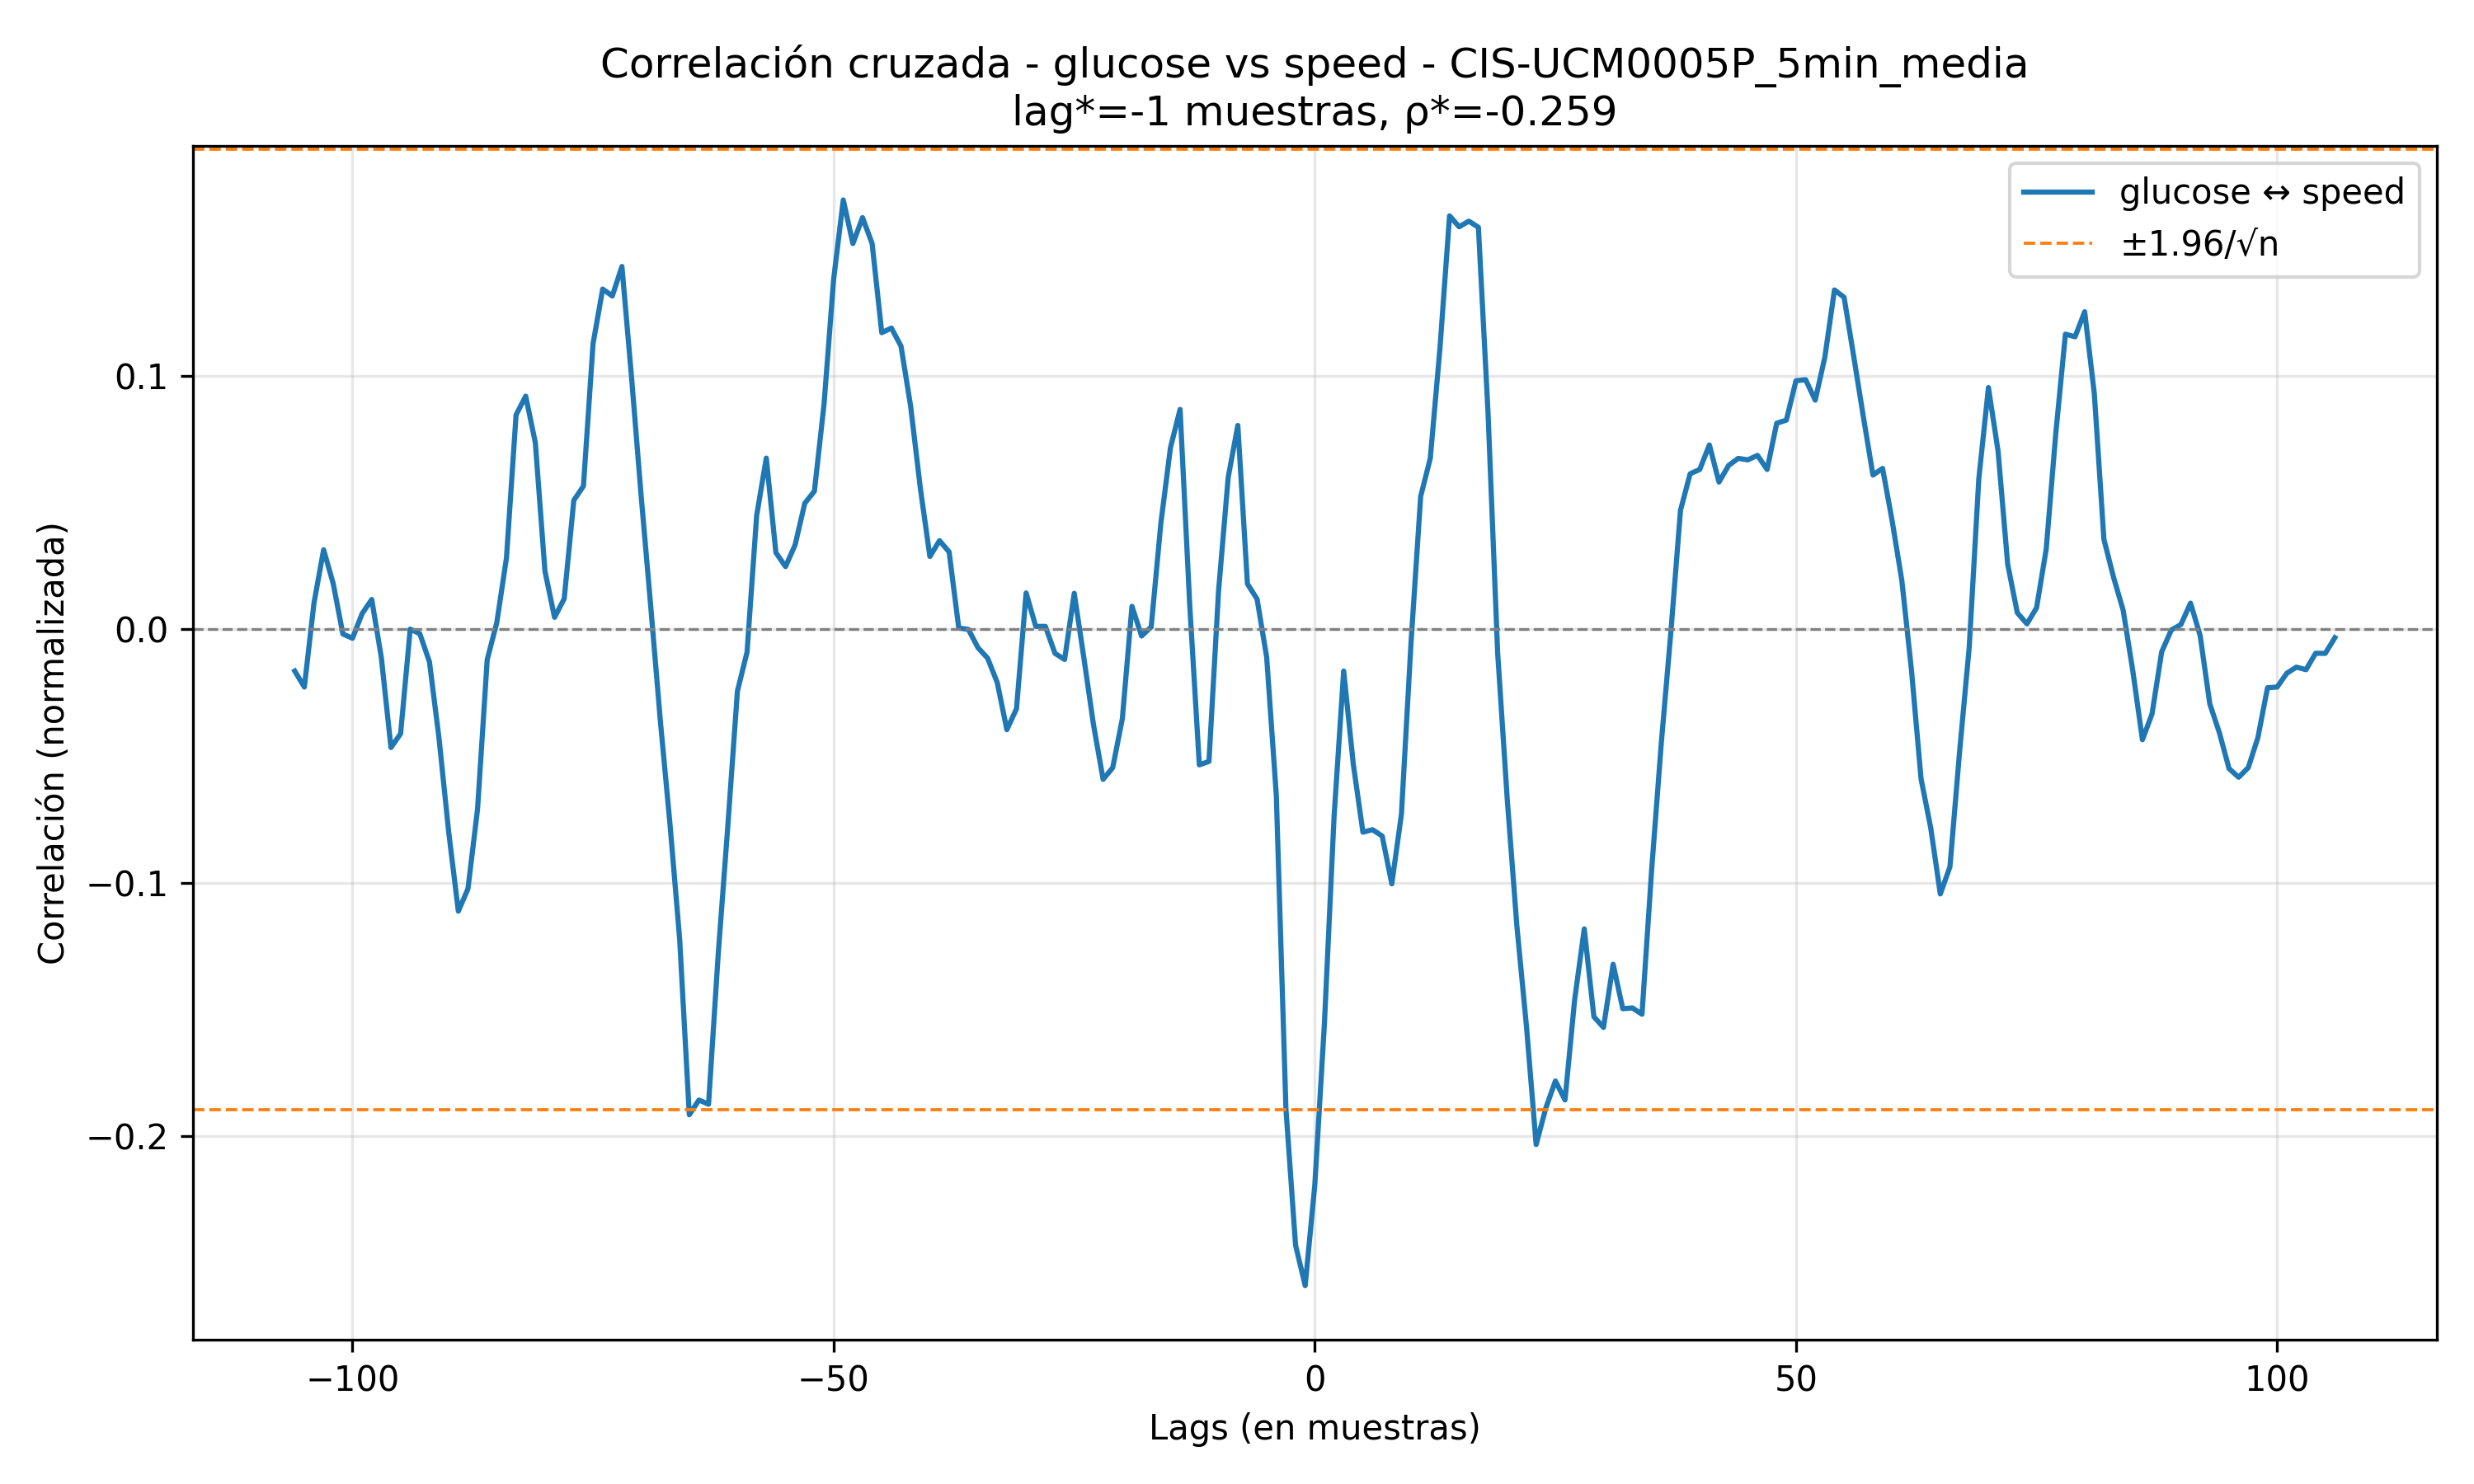 Correlación cruzada - glucose vs speed - CIS-UCM0005P_5min_media
lag*=-1 muestras, ρ*=-0.259
glucose ↔ speed
±1.96/√n
Correlación (normalizada)
0.1
0.0
−0.1
−0.2
−100
−50
0
50
100
Lags (en muestras)